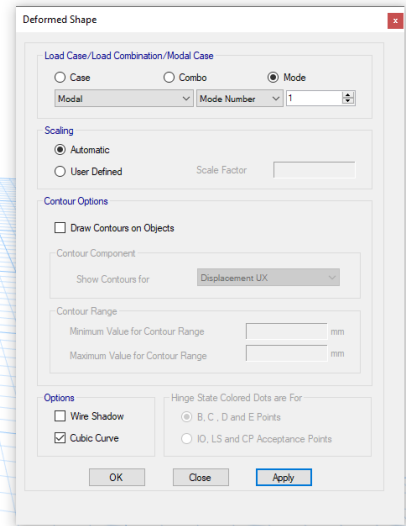 Deformed Shape
x
Load Case/Load Combination/Modal Case
Case Combo Mode
Modal Mode Number 1
Scaling
Automatic
User Defined Scale Factor
Contour Options
Draw Contours on Objects
Contour Component
Show Contours for Displacement UX
Contour Range
Minimum Value for Contour Range mm
Maximum Value for Contour Range mm
Options Hinge State Colored Dots are For
Wire Shadow B, C , D and E Points
Cubic Curve IO, LS and CP Acceptance Points
OK Close Apply